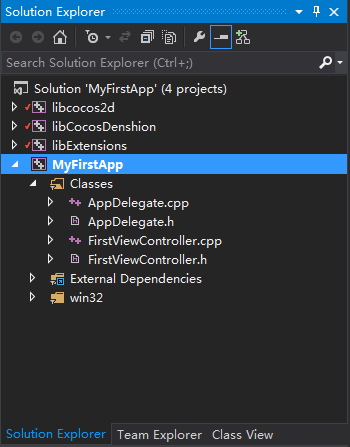 Solution Explorer
Search Solution Explorer (Ctrl+;)
Solution 'MyFirstApp' (4 projects)
libcocos2d
libCocosDenshion
libExtensions
MyFirstApp
Classes
AppDelegate.cpp
AppDelegate.h
FirstViewController.cpp
FirstViewController.h
External Dependencies
win32
Solution Explorer Team Explorer Class View